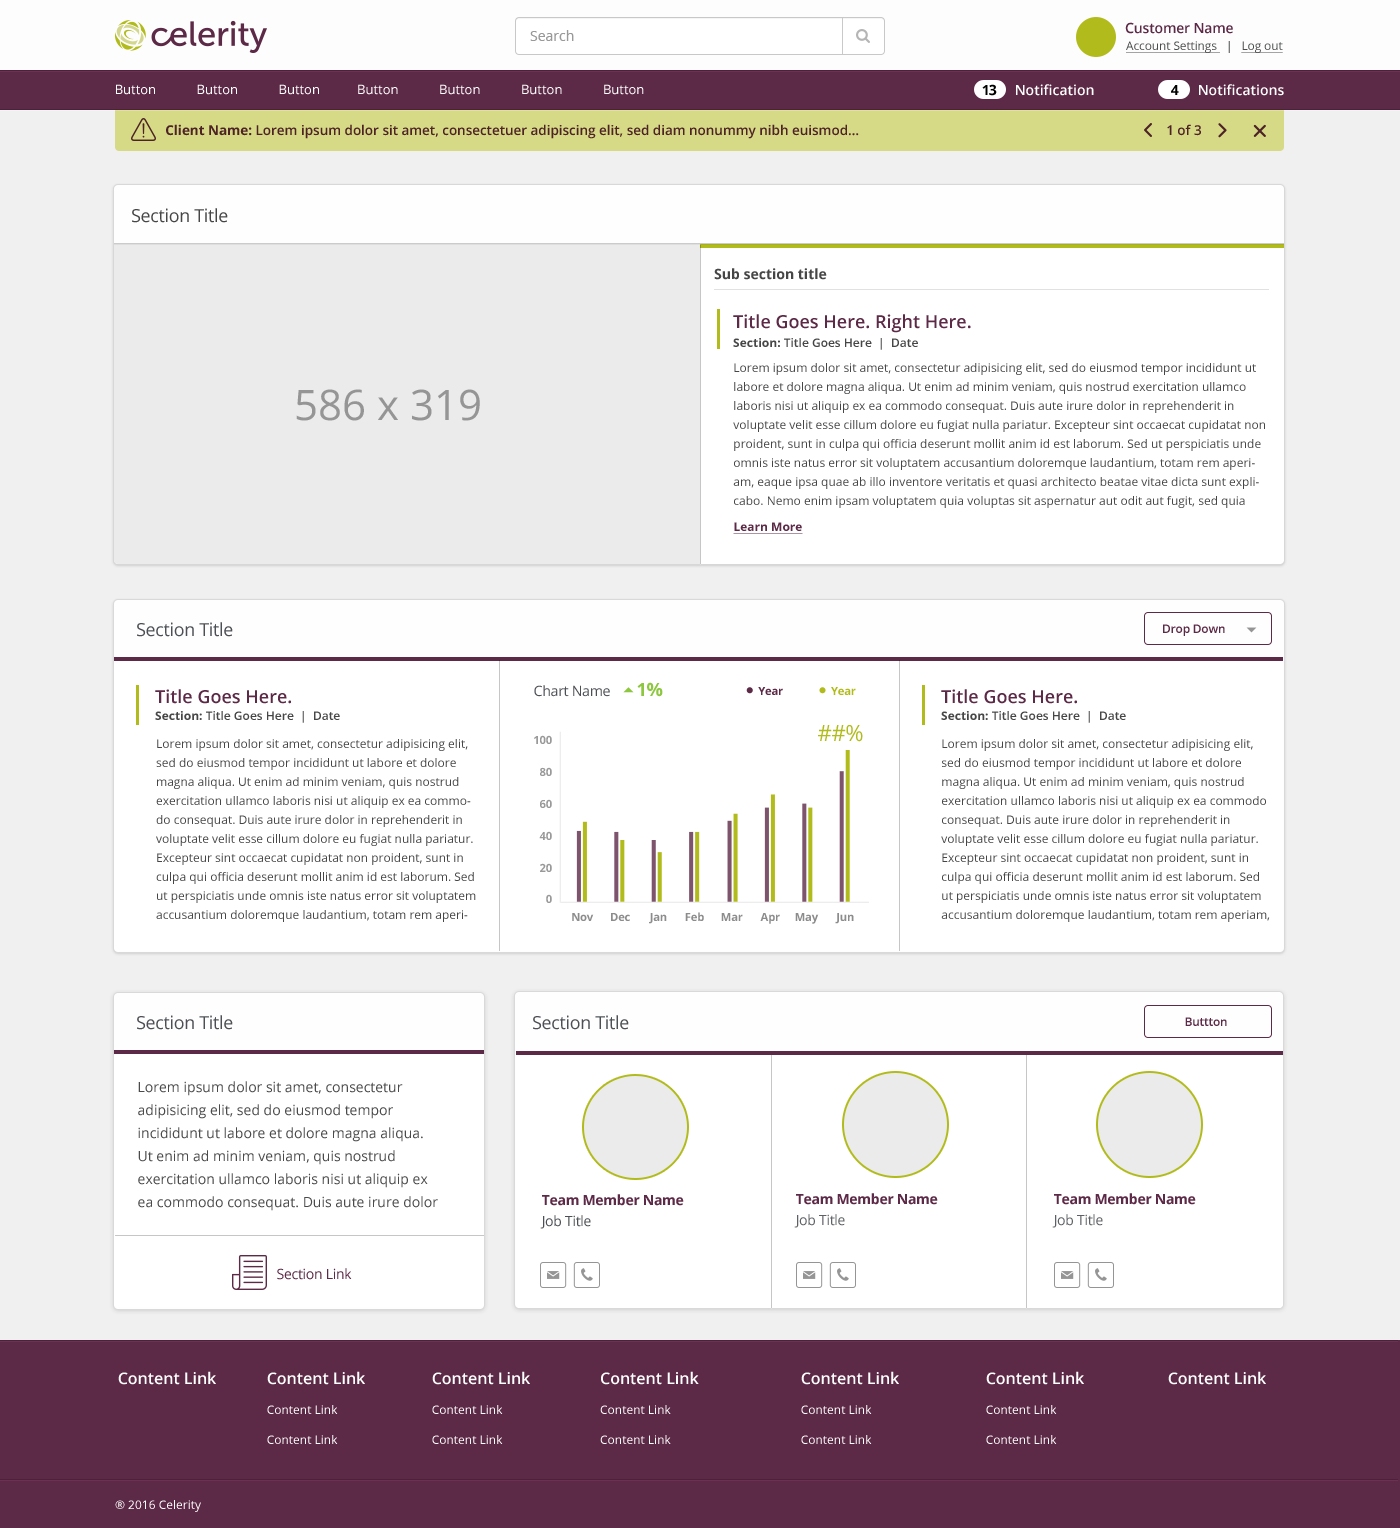 celerity
Search
Customer Name
Account Settings | Log out
Button Button Button Button Button Button Button
13 Notification 4 Notifications
Client Name: Lorem ipsum dolor sit amet, consectetuer adipiscing elit, sed diam nonummy nibh euismod...
1 of 3
Section Title
586 x 319
Sub section title
Title Goes Here. Right Here.
Section: Title Goes Here | Date
Lorem ipsum dolor sit amet, consectetur adipisicing elit, sed do eiusmod tempor incididunt ut
labore et dolore magna aliqua. Ut enim ad minim veniam, quis nostrud exercitation ullamco
laboris nisi ut aliquip ex ea commodo consequat. Duis aute irure dolor in reprehenderit in
voluptate velit esse cillum dolore eu fugiat nulla pariatur. Excepteur sint occaecat cupidatat non
proident, sunt in culpa qui officia deserunt mollit anim id est laborum. Sed ut perspiciatis unde
omnis iste natus error sit voluptatem accusantium doloremque laudantium, totam rem aperi-
am, eaque ipsa quae ab illo inventore veritatis et quasi architecto beatae vitae dicta sunt expli-
cabo. Nemo enim ipsam voluptatem quia voluptas sit aspernatur aut odit aut fugit, sed quia
Learn More
Section Title
Drop Down
Title Goes Here.
Section: Title Goes Here | Date
Lorem ipsum dolor sit amet, consectetur adipisicing elit,
sed do eiusmod tempor incididunt ut labore et dolore
magna aliqua. Ut enim ad minim veniam, quis nostrud
exercitation ullamco laboris nisi ut aliquip ex ea commo-
do consequat. Duis aute irure dolor in reprehenderit in
voluptate velit esse cillum dolore eu fugiat nulla pariatur.
Excepteur sint occaecat cupidatat non proident, sunt in
culpa qui officia deserunt mollit anim id est laborum. Sed
ut perspiciatis unde omnis iste natus error sit voluptatem
accusantium doloremque laudantium, totam rem aperi-
Chart Name 1%
Year Year
##%
100
80
60
40
20
0
Nov Dec Jan Feb Mar Apr May Jun
Title Goes Here.
Section: Title Goes Here | Date
Lorem ipsum dolor sit amet, consectetur adipisicing elit,
sed do eiusmod tempor incididunt ut labore et dolore
magna aliqua. Ut enim ad minim veniam, quis nostrud
exercitation ullamco laboris nisi ut aliquip ex ea commodo
consequat. Duis aute irure dolor in reprehenderit in
voluptate velit esse cillum dolore eu fugiat nulla pariatur.
Excepteur sint occaecat cupidatat non proident, sunt in
culpa qui officia deserunt mollit anim id est laborum. Sed
ut perspiciatis unde omnis iste natus error sit voluptatem
accusantium doloremque laudantium, totam rem aperiam,
Section Title
Lorem ipsum dolor sit amet, consectetur
adipisicing elit, sed do eiusmod tempor
incididunt ut labore et dolore magna aliqua.
Ut enim ad minim veniam, quis nostrud
exercitation ullamco laboris nisi ut aliquip ex
ea commodo consequat. Duis aute irure dolor
Section Link
Section Title
Buttton
Team Member Name
Job Title
Team Member Name
Job Title
Team Member Name
Job Title
Content Link Content Link Content Link Content Link Content Link Content Link Content Link
Content Link Content Link Content Link Content Link Content Link
Content Link Content Link Content Link Content Link Content Link
® 2016 Celerity